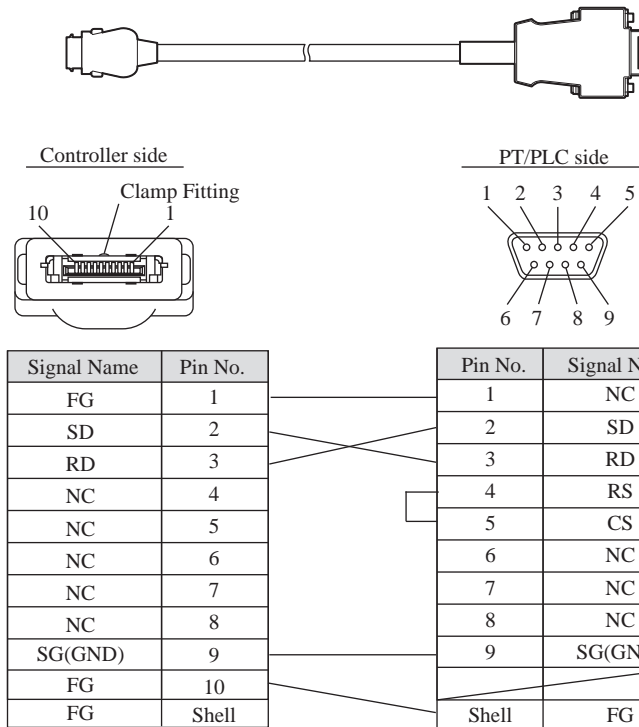 Controller side
PT/PLC side
Clamp Fitting
10 1
1 2 3 4 5
6 7 8 9
Signal Name Pin No.
FG 1
SD 2
RD 3
NC 4
NC 5
NC 6
NC 7
NC 8
SG(GND) 9
FG 10
FG Shell
Pin No. Signal N
1 NC
2 SD
3 RD
4 RS
5 CS
6 NC
7 NC
8 NC
9 SG(GN
Shell FG